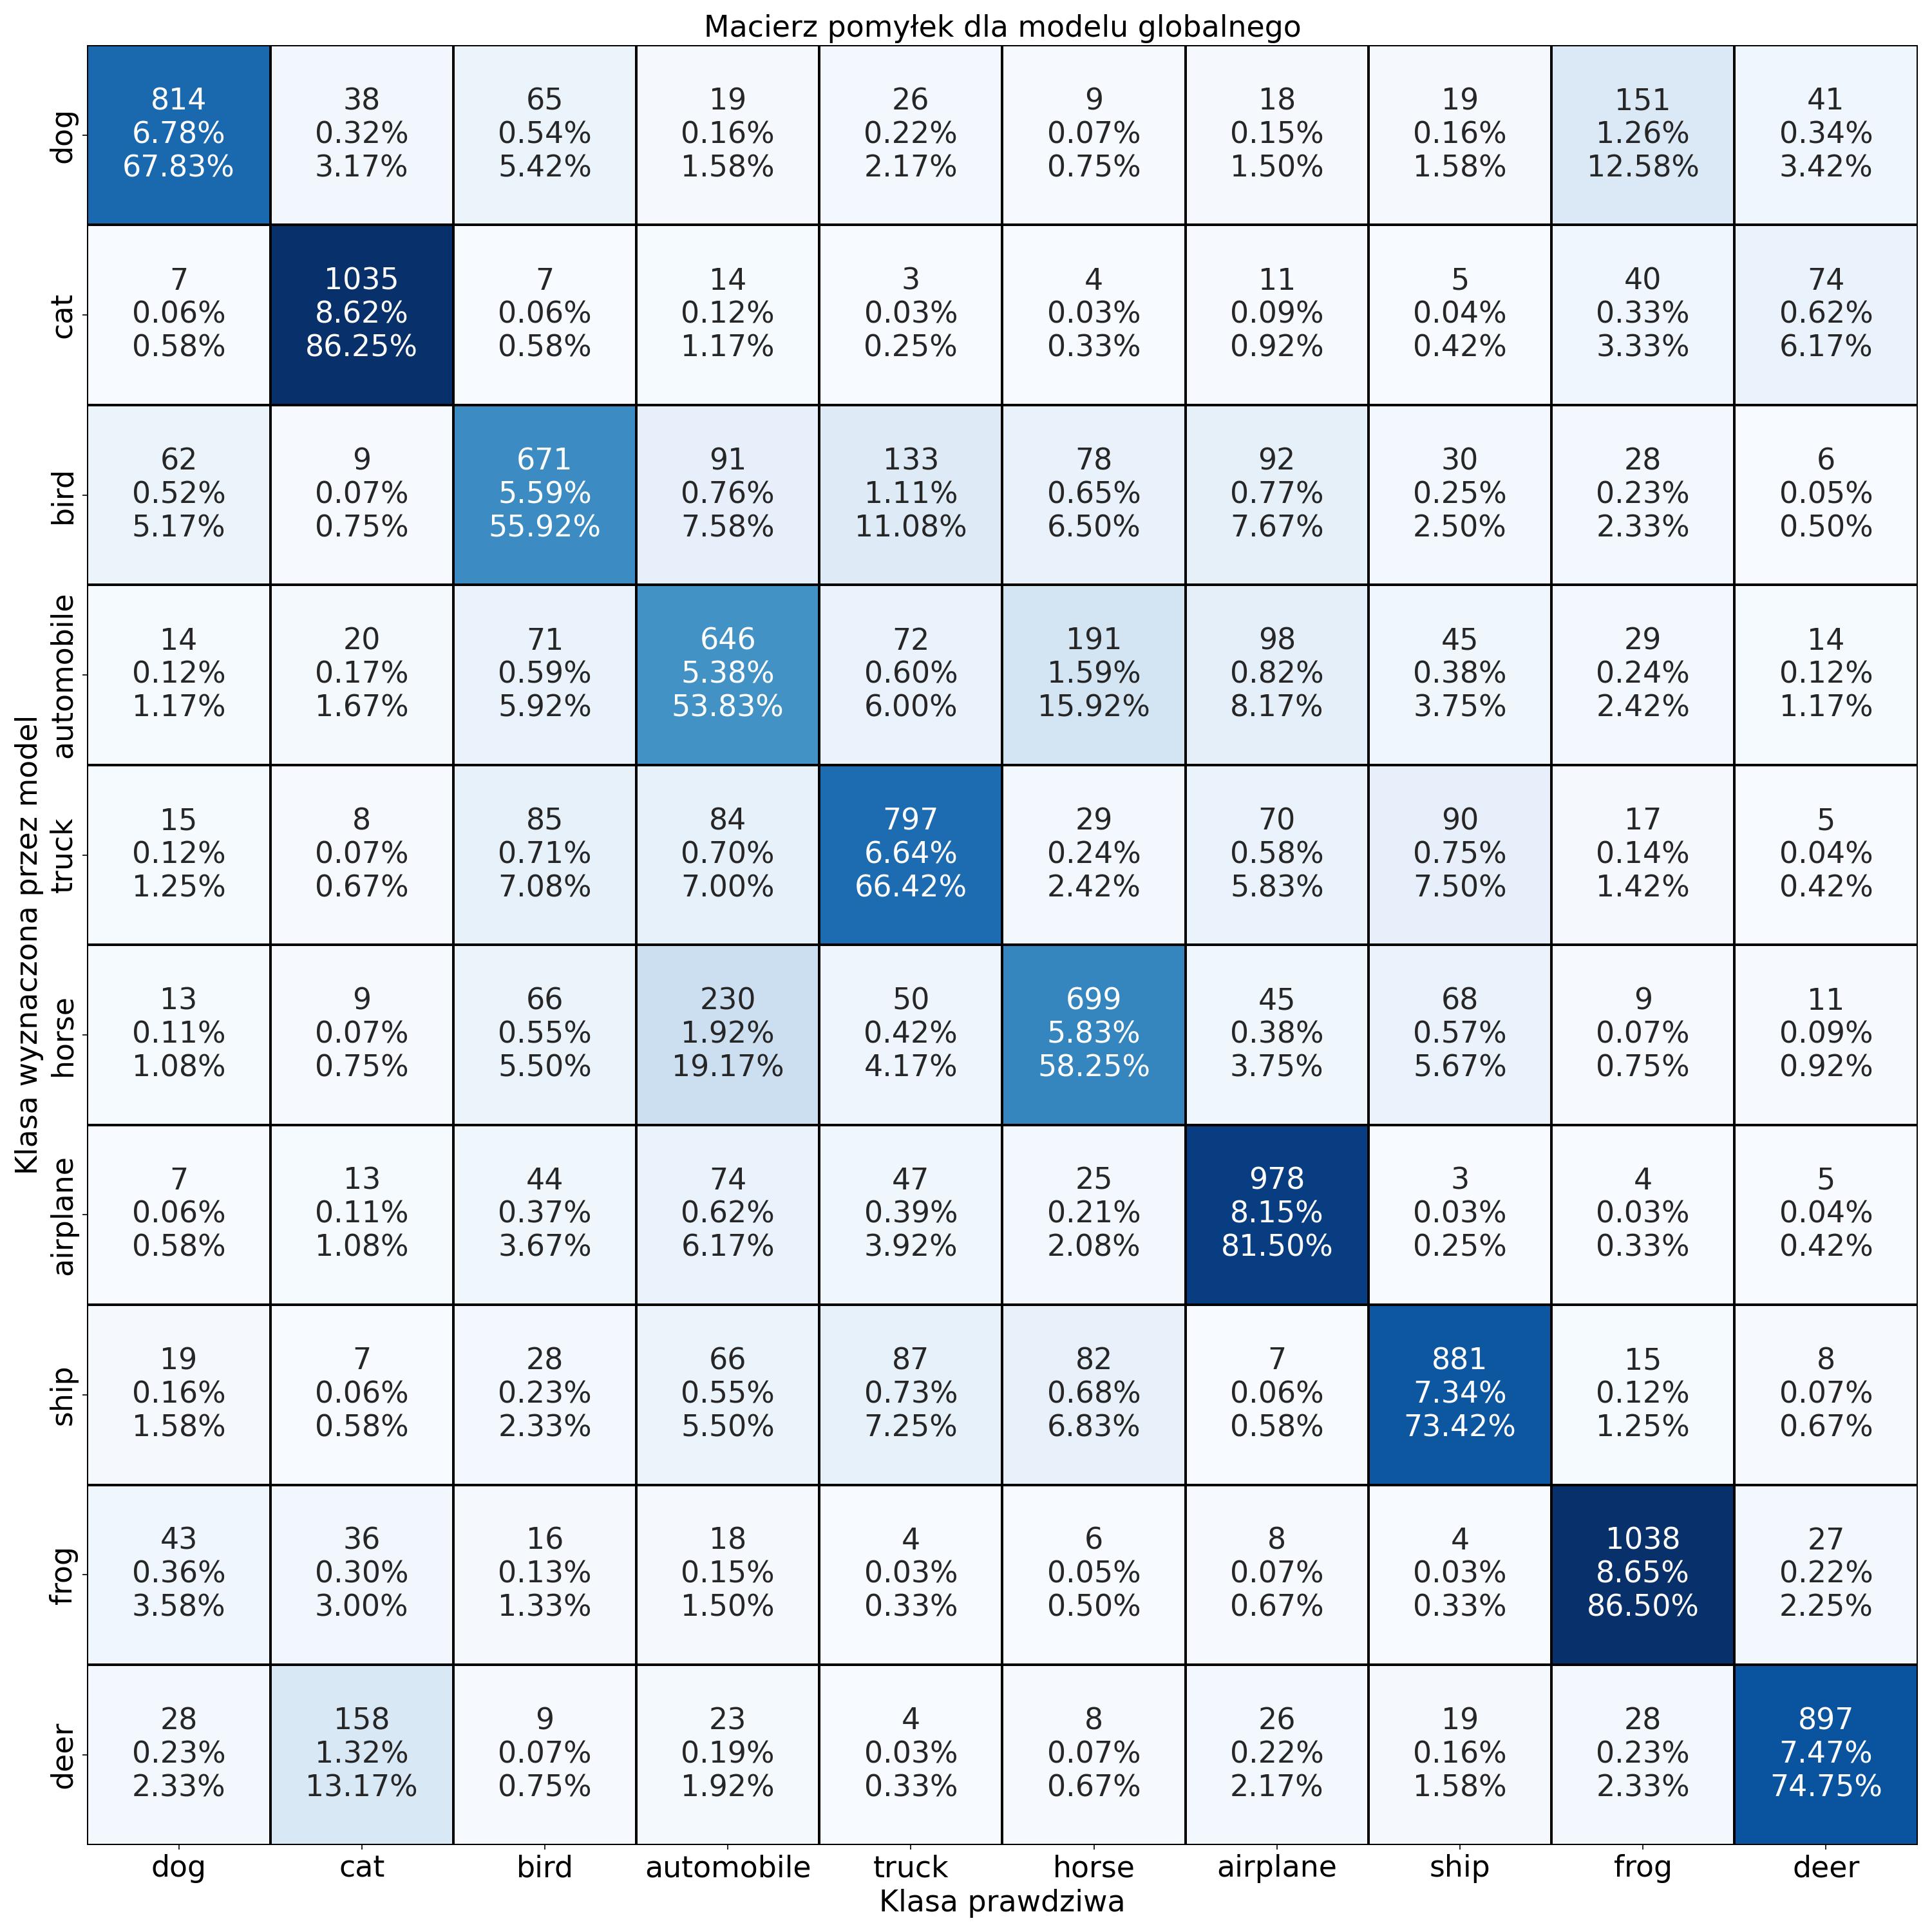 Macierz pomyłek dla modelu globalnego
Klasa wyznaczona przez model
dog
814 38 65 19 26 9 18 19 151 41
6.78% 0.32% 0.54% 0.16% 0.22% 0.07% 0.15% 0.16% 1.26% 0.34%
67.83% 3.17% 5.42% 1.58% 2.17% 0.75% 1.50% 1.58% 12.58% 3.42%
cat
7 1035 7 14 3 4 11 5 40 74
0.06% 8.62% 0.06% 0.12% 0.03% 0.03% 0.09% 0.04% 0.33% 0.62%
0.58% 86.25% 0.58% 1.17% 0.25% 0.33% 0.92% 0.42% 3.33% 6.17%
bird
62 9 671 91 133 78 92 30 28 6
0.52% 0.07% 5.59% 0.76% 1.11% 0.65% 0.77% 0.25% 0.23% 0.05%
5.17% 0.75% 55.92% 7.58% 11.08% 6.50% 7.67% 2.50% 2.33% 0.50%
automobile
14 20 71 646 72 191 98 45 29 14
0.12% 0.17% 0.59% 5.38% 0.60% 1.59% 0.82% 0.38% 0.24% 0.12%
1.17% 1.67% 5.92% 53.83% 6.00% 15.92% 8.17% 3.75% 2.42% 1.17%
truck
15 8 85 84 797 29 70 90 17 5
0.12% 0.07% 0.71% 0.70% 6.64% 0.24% 0.58% 0.75% 0.14% 0.04%
1.25% 0.67% 7.08% 7.00% 66.42% 2.42% 5.83% 7.50% 1.42% 0.42%
horse
13 9 66 230 50 699 45 68 9 11
0.11% 0.07% 0.55% 1.92% 0.42% 5.83% 0.38% 0.57% 0.07% 0.09%
1.08% 0.75% 5.50% 19.17% 4.17% 58.25% 3.75% 5.67% 0.75% 0.92%
airplane
7 13 44 74 47 25 978 3 4 5
0.06% 0.11% 0.37% 0.62% 0.39% 0.21% 8.15% 0.03% 0.03% 0.04%
0.58% 1.08% 3.67% 6.17% 3.92% 2.08% 81.50% 0.25% 0.33% 0.42%
ship
19 7 28 66 87 82 7 881 15 8
0.16% 0.06% 0.23% 0.55% 0.73% 0.68% 0.06% 7.34% 0.12% 0.07%
1.58% 0.58% 2.33% 5.50% 7.25% 6.83% 0.58% 73.42% 1.25% 0.67%
frog
43 36 16 18 4 6 8 4 1038 27
0.36% 0.30% 0.13% 0.15% 0.03% 0.05% 0.07% 0.03% 8.65% 0.22%
3.58% 3.00% 1.33% 1.50% 0.33% 0.50% 0.67% 0.33% 86.50% 2.25%
deer
28 158 9 23 4 8 26 19 28 897
0.23% 1.32% 0.07% 0.19% 0.03% 0.07% 0.22% 0.16% 0.23% 7.47%
2.33% 13.17% 0.75% 1.92% 0.33% 0.67% 2.17% 1.58% 2.33% 74.75%
dog cat bird automobile truck horse airplane ship frog deer
Klasa prawdziwa